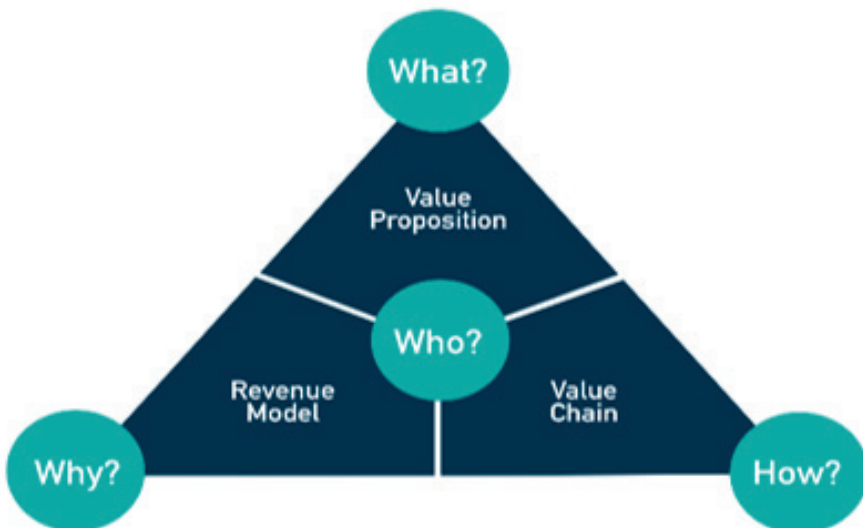 What?
Value
Proposition
Who?
Revenue
Model
Value
Chain
Why?
How?